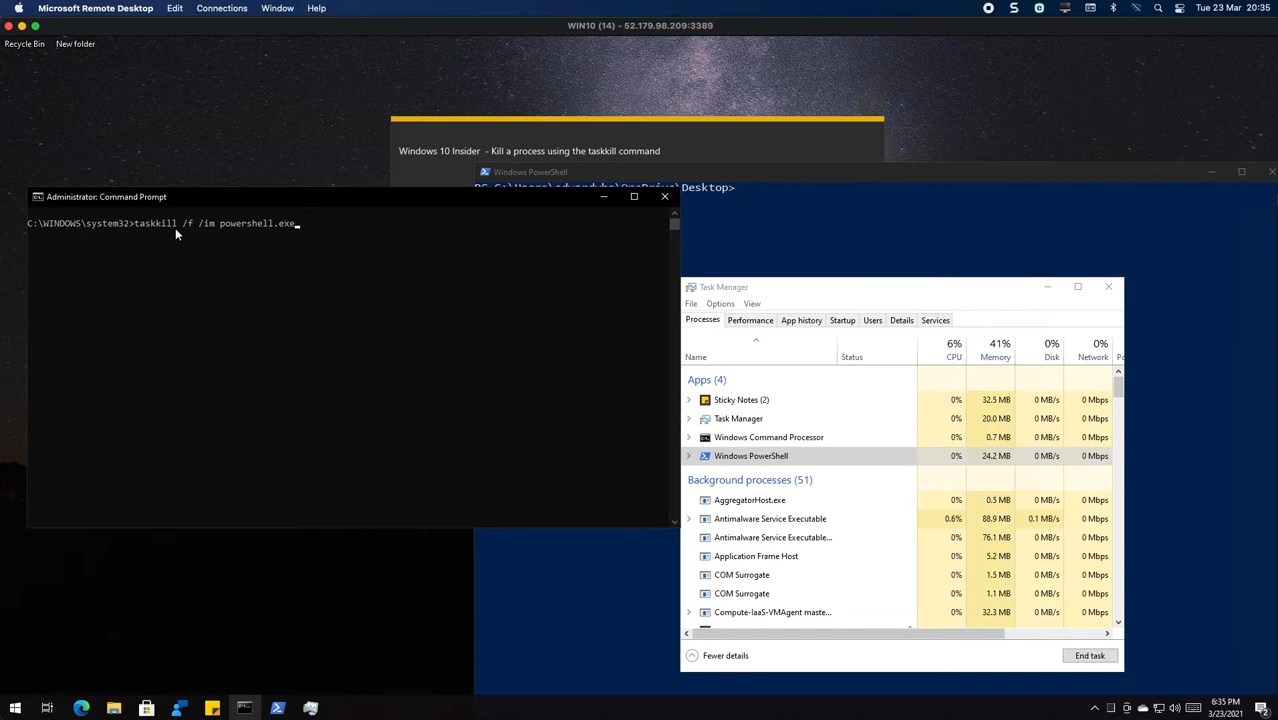 Microsoft Remote Desktop Edit Connections Window Help
Tue 23 Mar 20:35
WIN10 (14) - 52.179.98.209:3389
Recycle Bin New folder
Windows 10 Insider - Kill a process using the taskkill command
Windows PowerShell
Administrator: Command Prompt
C:\WINDOWS\system32>taskkill /f /im powershell.exe
Task Manager
File Options View
Processes Performance App history Startup Users Details Services
6% 41% 0% 0%
Name Status CPU Memory Disk Network
Apps (4)
Sticky Notes (2) 0% 32.5 MB 0 MB/s 0 Mbps
Task Manager 0% 20.0 MB 0 MB/s 0 Mbps
Windows Command Processor 0% 0.7 MB 0 MB/s 0 Mbps
Windows PowerShell 0% 24.2 MB 0 MB/s 0 Mbps
Background processes (51)
AggregatorHost.exe 0% 0.5 MB 0 MB/s 0 Mbps
Antimalware Service Executable 0.6% 88.9 MB 0.1 MB/s 0 Mbps
Antimalware Service Executable... 0% 76.1 MB 0 MB/s 0 Mbps
Application Frame Host 0% 5.2 MB 0 MB/s 0 Mbps
COM Surrogate 0% 1.5 MB 0 MB/s 0 Mbps
COM Surrogate 0% 1.1 MB 0 MB/s 0 Mbps
Compute-IaaS-VMAgent maste... 0% 32.3 MB 0 MB/s 0 Mbps
Fewer details End task
6:35 PM
3/23/2021
2